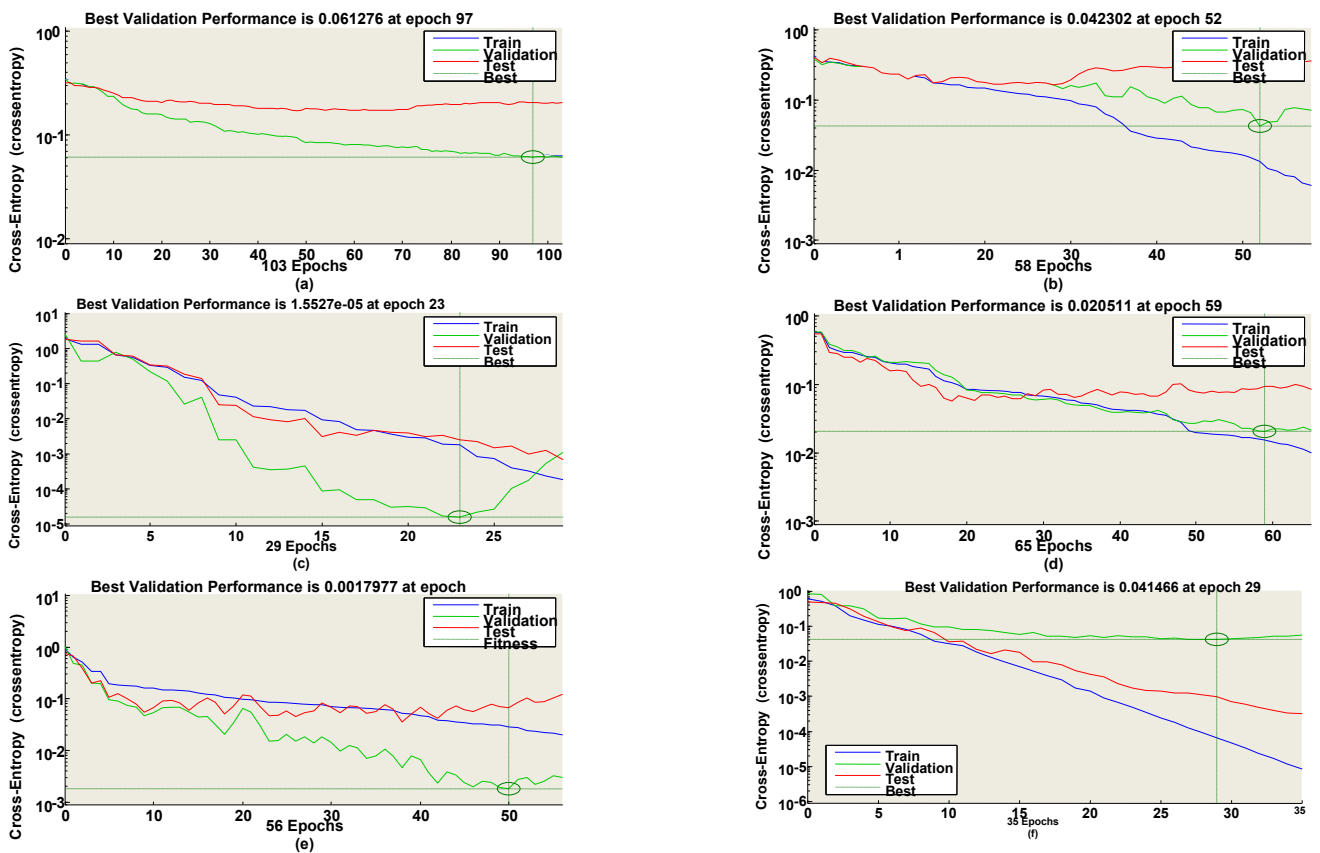 Best Validation Performance is 0.061276 at epoch 97
Cross-Entropy (crossentropy)
10^0
10^-1
10^-2
Train
Validation
Test
Best
0 10 20 30 40 50 60 70 80 90 100
103 Epochs
(a)
Best Validation Performance is 0.042302 epoch 52
Cross-Entropy (crossentropy)
10^0
10^-1
10^-2
10^-3
Train
Validation
Test
Best
0 1 20 30 40 50
58 Epochs
(b)
Best Validation Performance is 1.5527e-05 at epoch 23
Cross-Entropy (crossentropy)
10^1
10^0
10^-1
10^-2
10^-3
10^-4
10^-5
Train
Validation
Test
Best
0 5 10 15 20 25
29 Epochs
(c)
Best Validation Performance is 0.020511 at epoch 59
Cross-Entropy (crossentropy)
10^0
10^-1
10^-2
10^-3
Train
Validation
Test
Best
0 10 20 30 40 50 60
65 Epochs
(d)
Best Validation Performance is 0.0017977 at epoch
Cross-Entropy (crossentropy)
10^1
10^0
10^-1
10^-2
10^-3
Train
Validation
Test
Fitness
0 10 20 30 40 50
56 Epochs
(e)
Best Validation Performance is 0.041466 at epoch 29
Cross-Entropy (crossentropy)
10^0
10^-1
10^-2
10^-3
10^-4
10^-5
10^-6
Train
Validation
Test
Best
0 5 10 15 20 25 30 35
35 Epochs
(f)